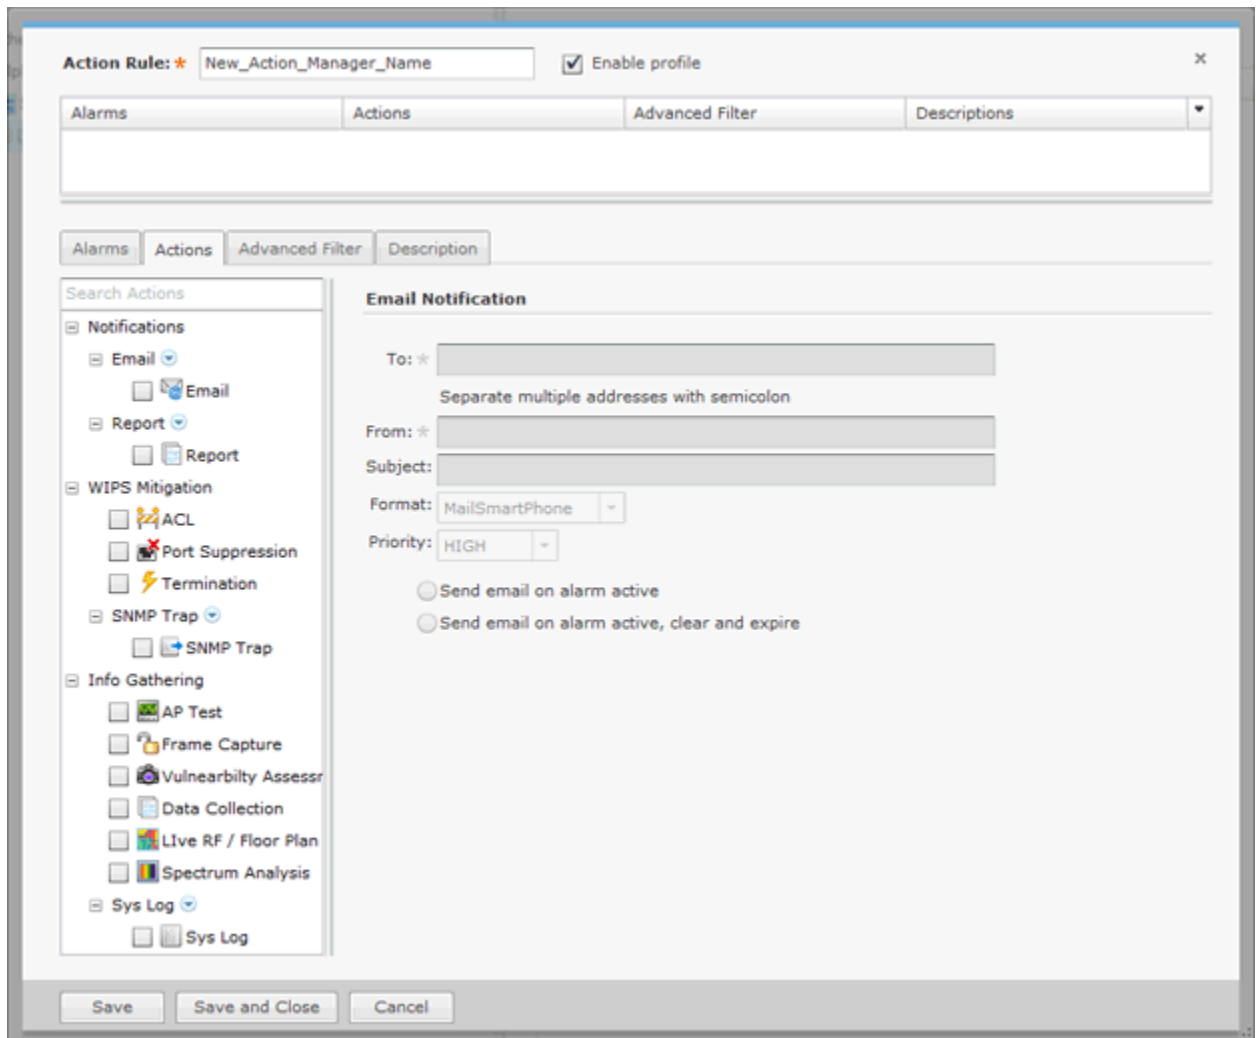 Action Rule: * New_Action_Manager_Name Enable profile
Alarms Actions Advanced Filter Descriptions
Alarms Actions Advanced Filter Description
Search Actions
Notifications
Email
Email
Report
Report
WIPS Mitigation
ACL
Port Suppression
Termination
SNMP Trap
SNMP Trap
Info Gathering
AP Test
Frame Capture
Vulnearbilty Assessr
Data Collection
LIve RF / Floor Plan
Spectrum Analysis
Sys Log
Sys Log
Email Notification
To: *
Separate multiple addresses with semicolon
From: *
Subject:
Format: MailSmartPhone
Priority: HIGH
Send email on alarm active
Send email on alarm active, clear and expire
Save Save and Close Cancel